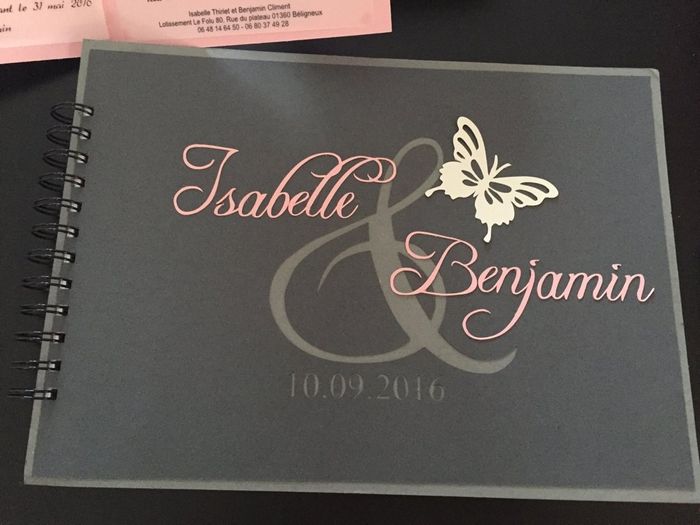 ant le 31 mai 2016
Isabelle Thiriet et Benjamin Climent
Lotissement Le Folu 80, Rue du plateau 01360 Béligneux
06 48 14 64 50 - 06 80 37 49 28
Isabelle
&
Benjamin
10.09.2016